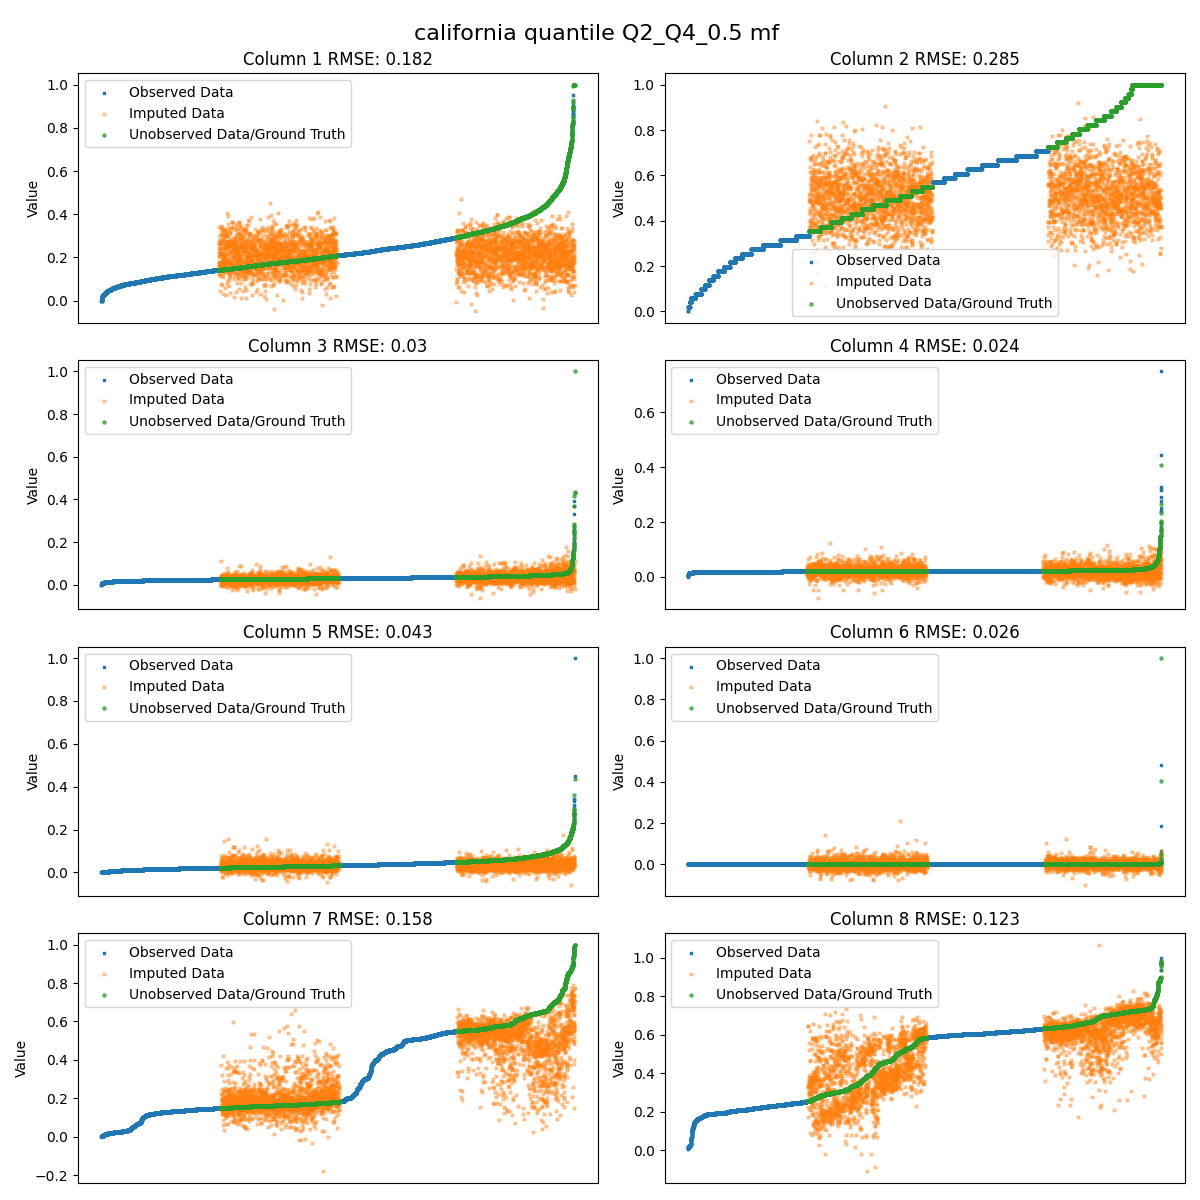 california quantile Q2_Q4_0.5 mf
Column 1 RMSE: 0.182
1.0
0.8
0.6
0.4
0.2
0.0
Value
Observed Data
Imputed Data
Unobserved Data/Ground Truth
Column 2 RMSE: 0.285
1.0
0.8
0.6
0.4
0.2
0.0
Value
Observed Data
Imputed Data
Unobserved Data/Ground Truth
Column 3 RMSE: 0.03
1.0
0.8
0.6
0.4
0.2
0.0
Value
Observed Data
Imputed Data
Unobserved Data/Ground Truth
Column 4 RMSE: 0.024
0.6
0.4
0.2
0.0
Value
Observed Data
Imputed Data
Unobserved Data/Ground Truth
Column 5 RMSE: 0.043
1.0
0.8
0.6
0.4
0.2
0.0
Value
Observed Data
Imputed Data
Unobserved Data/Ground Truth
Column 6 RMSE: 0.026
1.0
0.8
0.6
0.4
0.2
0.0
Value
Observed Data
Imputed Data
Unobserved Data/Ground Truth
Column 7 RMSE: 0.158
1.0
0.8
0.6
0.4
0.2
0.0
−0.2
Value
Observed Data
Imputed Data
Unobserved Data/Ground Truth
Column 8 RMSE: 0.123
1.0
0.8
0.6
0.4
0.2
0.0
Value
Observed Data
Imputed Data
Unobserved Data/Ground Truth